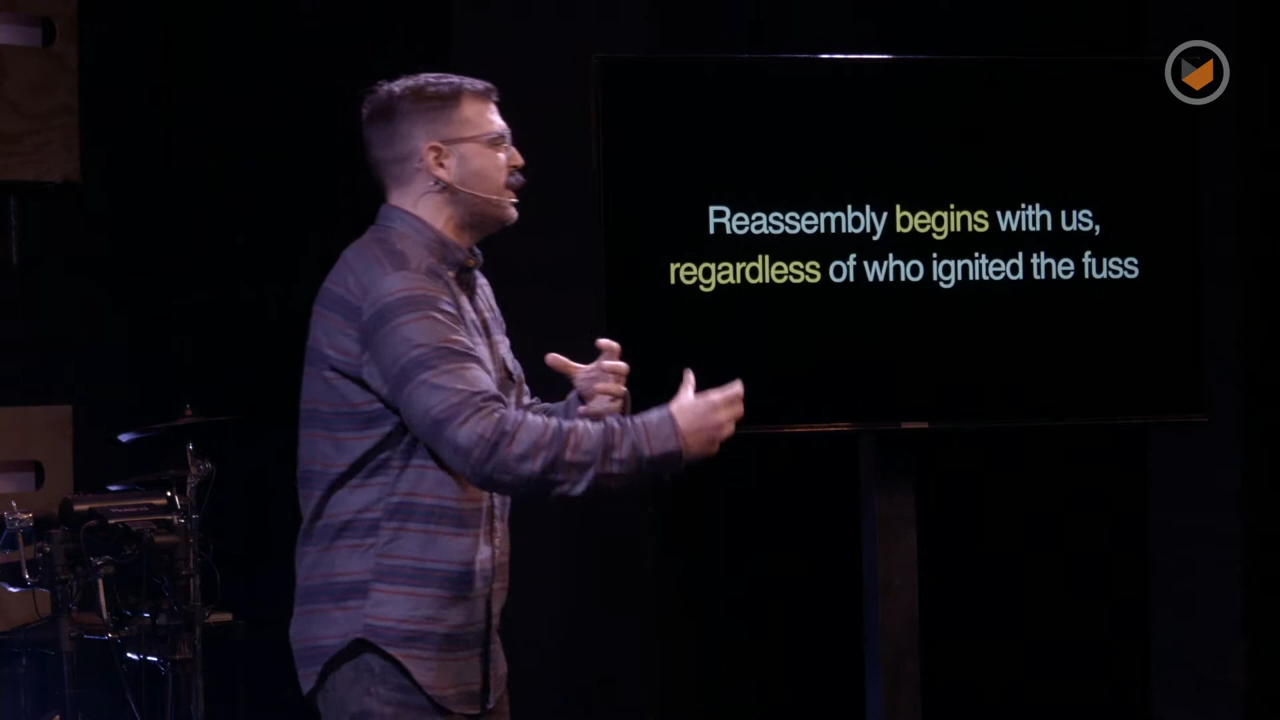 Reassembly begins with us,
regardless of who ignited the fuss